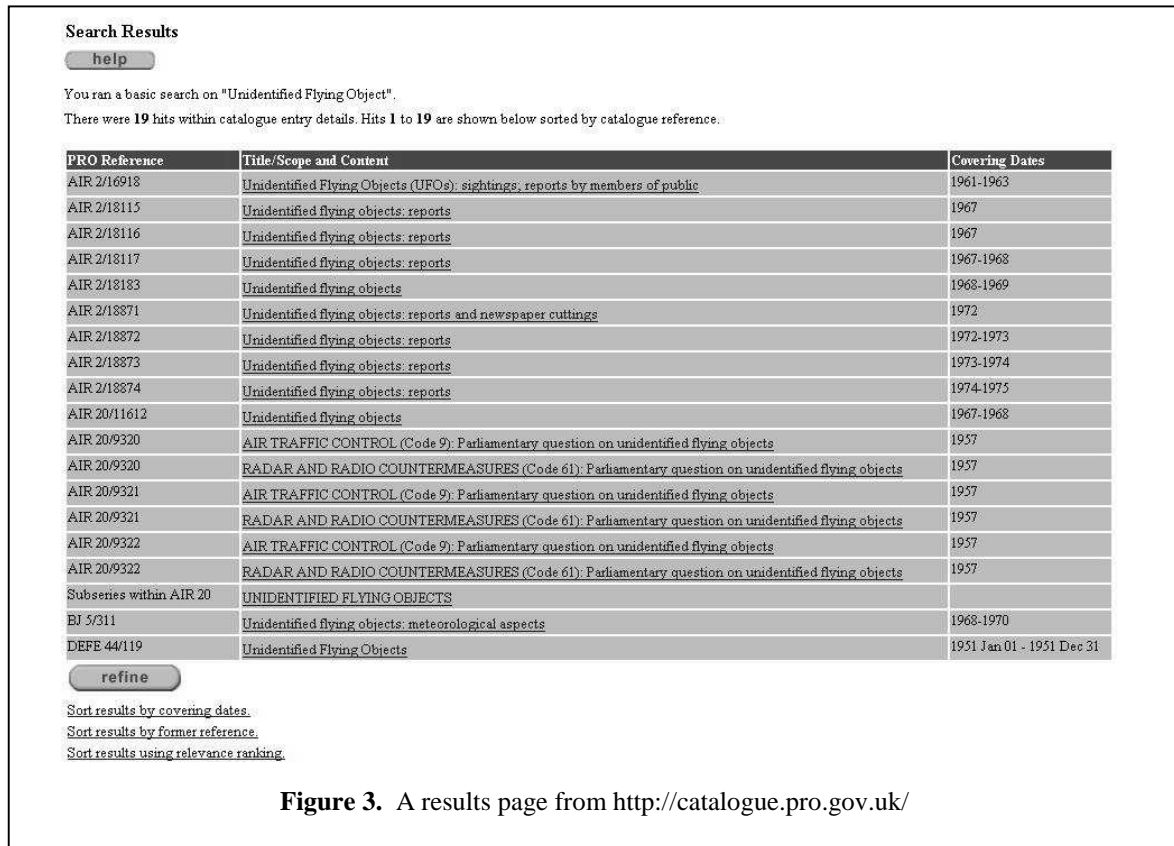 Search Results
help
You ran a basic search on "Unidentified Flying Object".
There were 19 hits within catalogue entry details. Hits 1 to 19 are shown below sorted by catalogue reference.
PRO Reference Title/Scope and Content Covering Dates
AIR 2/16918 Unidentified Flying Objects (UFOs): sightings; reports by members of public 1961-1963
AIR 2/18115 Unidentified flying objects: reports 1967
AIR 2/18116 Unidentified flying objects: reports 1967
AIR 2/18117 Unidentified flying objects: reports 1967-1968
AIR 2/18183 Unidentified flying objects 1968-1969
AIR 2/18871 Unidentified flying objects: reports and newspaper cuttings 1972
AIR 2/18872 Unidentified flying objects: reports 1972-1973
AIR 2/18873 Unidentified flying objects: reports 1973-1974
AIR 2/18874 Unidentified flying objects: reports 1974-1975
AIR 20/11612 Unidentified flying objects 1967-1968
AIR 20/9320 AIR TRAFFIC CONTROL (Code 9): Parliamentary question on unidentified flying objects 1957
AIR 20/9320 RADAR AND RADIO COUNTERMEASURES (Code 61): Parliamentary question on unidentified flying objects 1957
AIR 20/9321 AIR TRAFFIC CONTROL (Code 9): Parliamentary question on unidentified flying objects 1957
AIR 20/9321 RADAR AND RADIO COUNTERMEASURES (Code 61): Parliamentary question on unidentified flying objects 1957
AIR 20/9322 AIR TRAFFIC CONTROL (Code 9): Parliamentary question on unidentified flying objects 1957
AIR 20/9322 RADAR AND RADIO COUNTERMEASURES (Code 61): Parliamentary question on unidentified flying objects 1957
Subseries within AIR 20 UNIDENTIFIED FLYING OBJECTS
BJ 5/311 Unidentified flying objects: meteorological aspects 1968-1970
DEFE 44/119 Unidentified Flying Objects 1951 Jan 01 - 1951 Dec 31
refine
Sort results by covering dates.
Sort results by former reference.
Sort results using relevance ranking.
Figure 3. A results page from http://catalogue.pro.gov.uk/